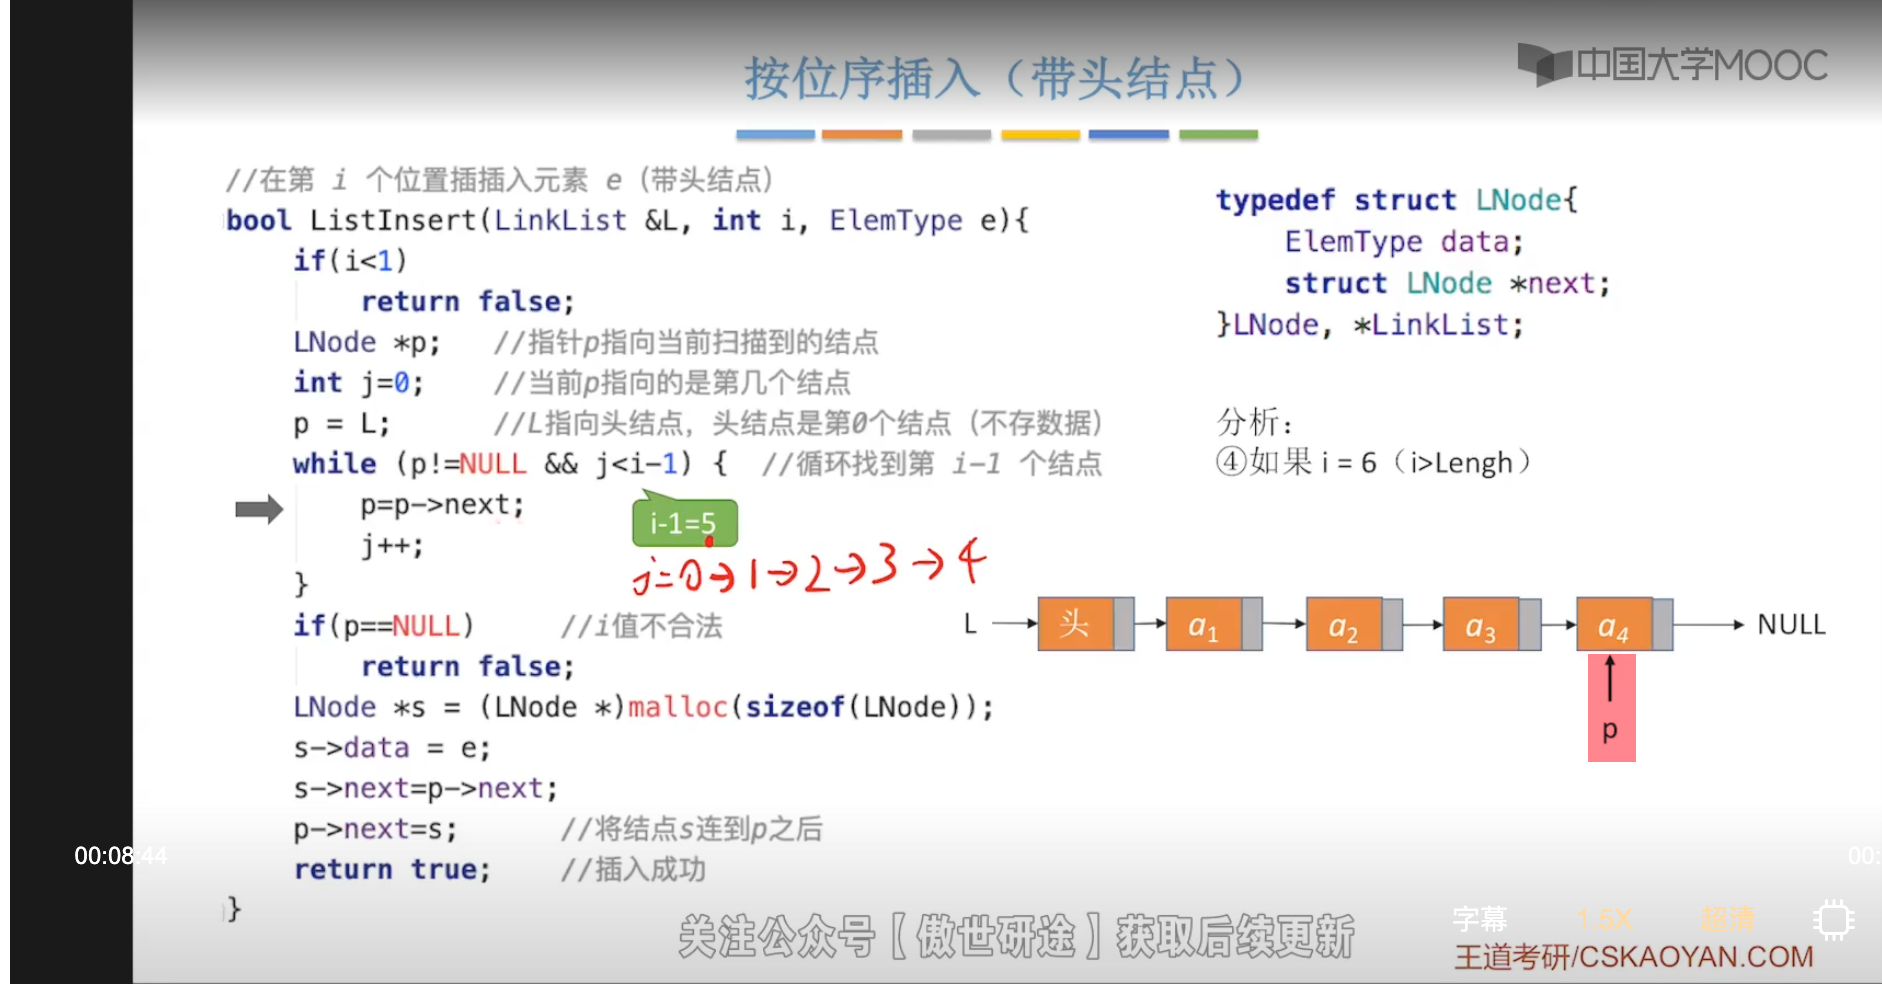 按位序插入（带头结点）
中国大学MOOC
//在第 i 个位置插插入元素 e（带头结点）
bool ListInsert(LinkList &L, int i, ElemType e){
if(i<1)
return false;
LNode *p; //指针p指向当前扫描到的结点
int j=0; //当前p指向的是第几个结点
p = L; //L指向头结点，头结点是第0个结点（不存数据）
while (p!=NULL && j<i-1) { //循环找到第 i-1 个结点
p=p->next;
j++;
}
if(p==NULL) //i值不合法
return false;
LNode *s = (LNode *)malloc(sizeof(LNode));
s->data = e;
s->next=p->next;
p->next=s; //将结点s连到p之后
return true; //插入成功
}
i-1=5
j=0→1→2→3→4
typedef struct LNode{
ElemType data;
struct LNode *next;
}LNode, *LinkList;
分析：
④如果 i = 6（i>Lengh）
L 头 a1 a2 a3 a4 NULL
p
00:08:44
00:
字幕 1.5X 超清
关注公众号【傲世研途】获取后续更新
王道考研/CSKAOYAN.COM